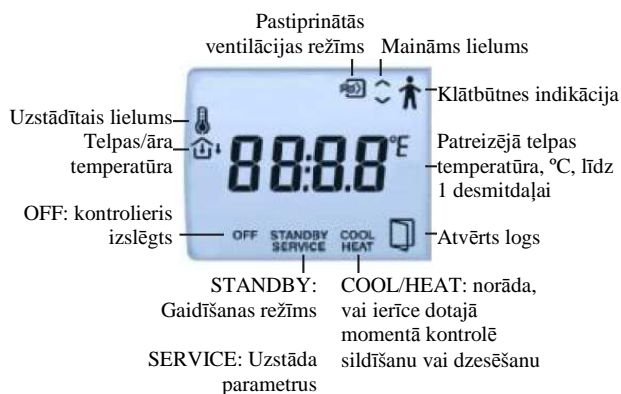 Pastiprinātās
ventilācijas režīms
Maināms lielums
Klātbūtnes indikācija
Uzstādītais lielums
Telpas/āra
temperatūra
88:8.8
°E
Patreizējā telpas
temperatūra, ºC, līdz
1 desmitdaļai
OFF: kontrolieris
izslēgts
OFF
STANDBY
SERVICE
COOL
HEAT
Atvērts logs
STANDBY:
Gaidīšanas režīms
SERVICE: Uzstāda
parametrus
COOL/HEAT: norāda,
vai ierīce dotajā
momentā kontrolē
sildīšanu vai dzesēšanu